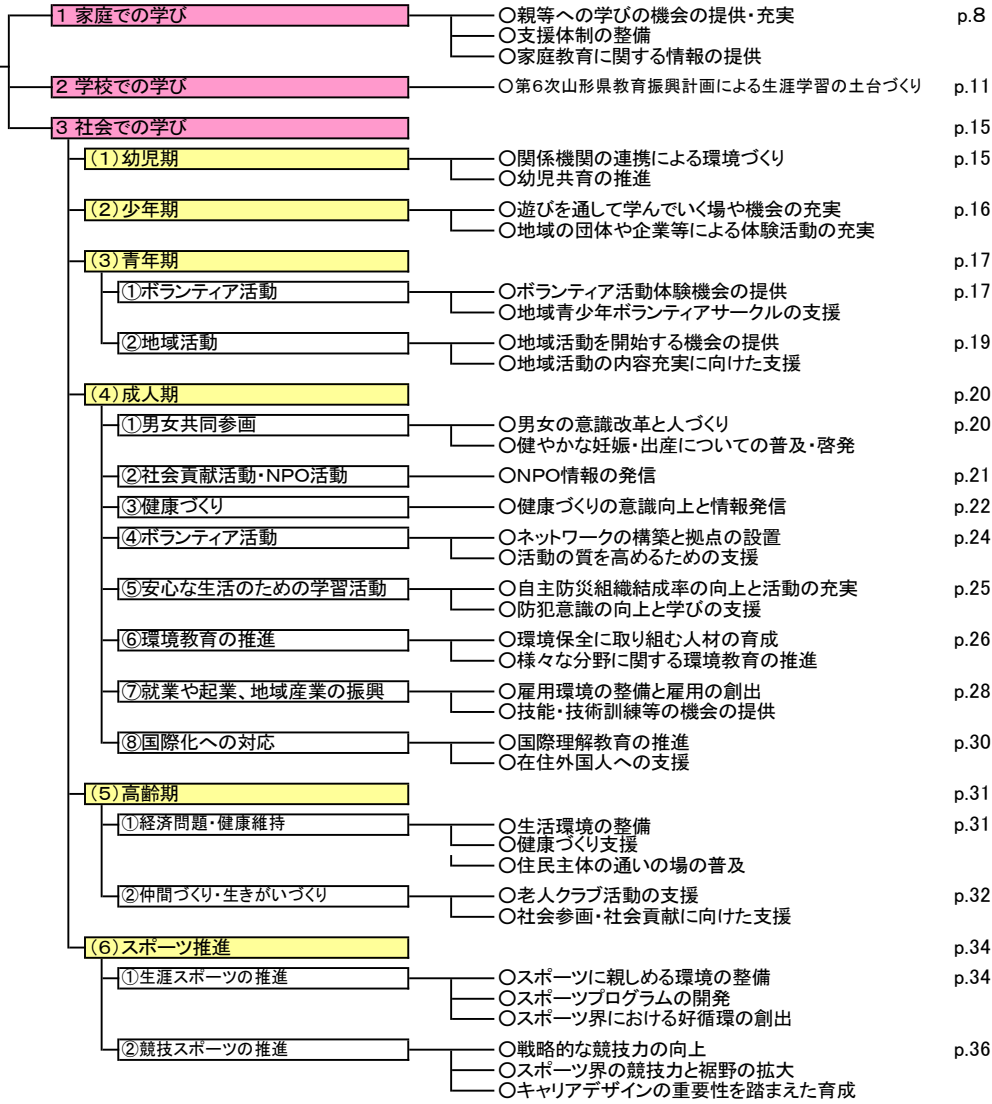 1 家庭での学び ○親等への学びの機会の提供・充実 p.8
○支援体制の整備
○家庭教育に関する情報の提供
2 学校での学び ○第6次山形県教育振興計画による生涯学習の土台づくり p.11
3 社会での学び p.15
(1)幼児期 ○関係機関の連携による環境づくり p.15
○幼児共育の推進
(2)少年期 ○遊びを通して学んでいく場や機会の充実 p.16
○地域の団体や企業等による体験活動の充実
(3)青年期 p.17
①ボランティア活動 ○ボランティア活動体験機会の提供 p.17
○地域青少年ボランティアサークルの支援
②地域活動 ○地域活動を開始する機会の提供 p.19
○地域活動の内容充実に向けた支援
(4)成人期 p.20
①男女共同参画 ○男女の意識改革と人づくり p.20
○健やかな妊娠・出産についての普及・啓発
②社会貢献活動・NPO活動 ○NPO情報の発信 p.21
③健康づくり ○健康づくりの意識向上と情報発信 p.22
④ボランティア活動 ○ネットワークの構築と拠点の設置 p.24
○活動の質を高めるための支援
⑤安心な生活のための学習活動 ○自主防災組織結成率の向上と活動の充実 p.25
○防犯意識の向上と学びの支援
⑥環境教育の推進 ○環境保全に取り組む人材の育成 p.26
○様々な分野に関する環境教育の推進
⑦就業や起業、地域産業の振興 ○雇用環境の整備と雇用の創出 p.28
○技能・技術訓練等の機会の提供
⑧国際化への対応 ○国際理解教育の推進 p.30
○在住外国人への支援
(5)高齢期 p.31
①経済問題・健康維持 ○生活環境の整備 p.31
○健康づくり支援
○住民主体の通いの場の普及
②仲間づくり・生きがいづくり ○老人クラブ活動の支援 p.32
○社会参画・社会貢献に向けた支援
(6)スポーツ推進 p.34
①生涯スポーツの推進 ○スポーツに親しめる環境の整備 p.34
○スポーツプログラムの開発
○スポーツ界における好循環の創出
②競技スポーツの推進 ○戦略的な競技力の向上 p.36
○スポーツ界の競技力と裾野の拡大
○キャリアデザインの重要性を踏まえた育成